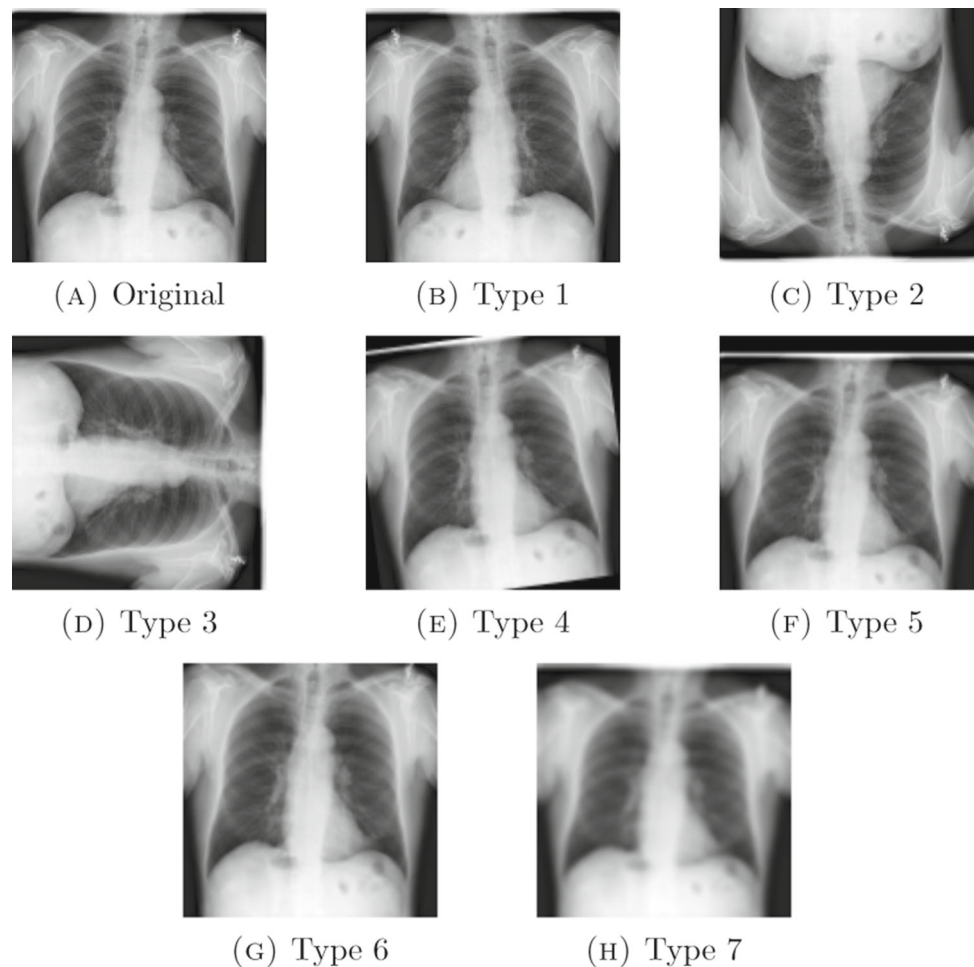 (A) Original
(B) Type 1
(C) Type 2
(D) Type 3
(E) Type 4
(F) Type 5
(G) Type 6
(H) Type 7